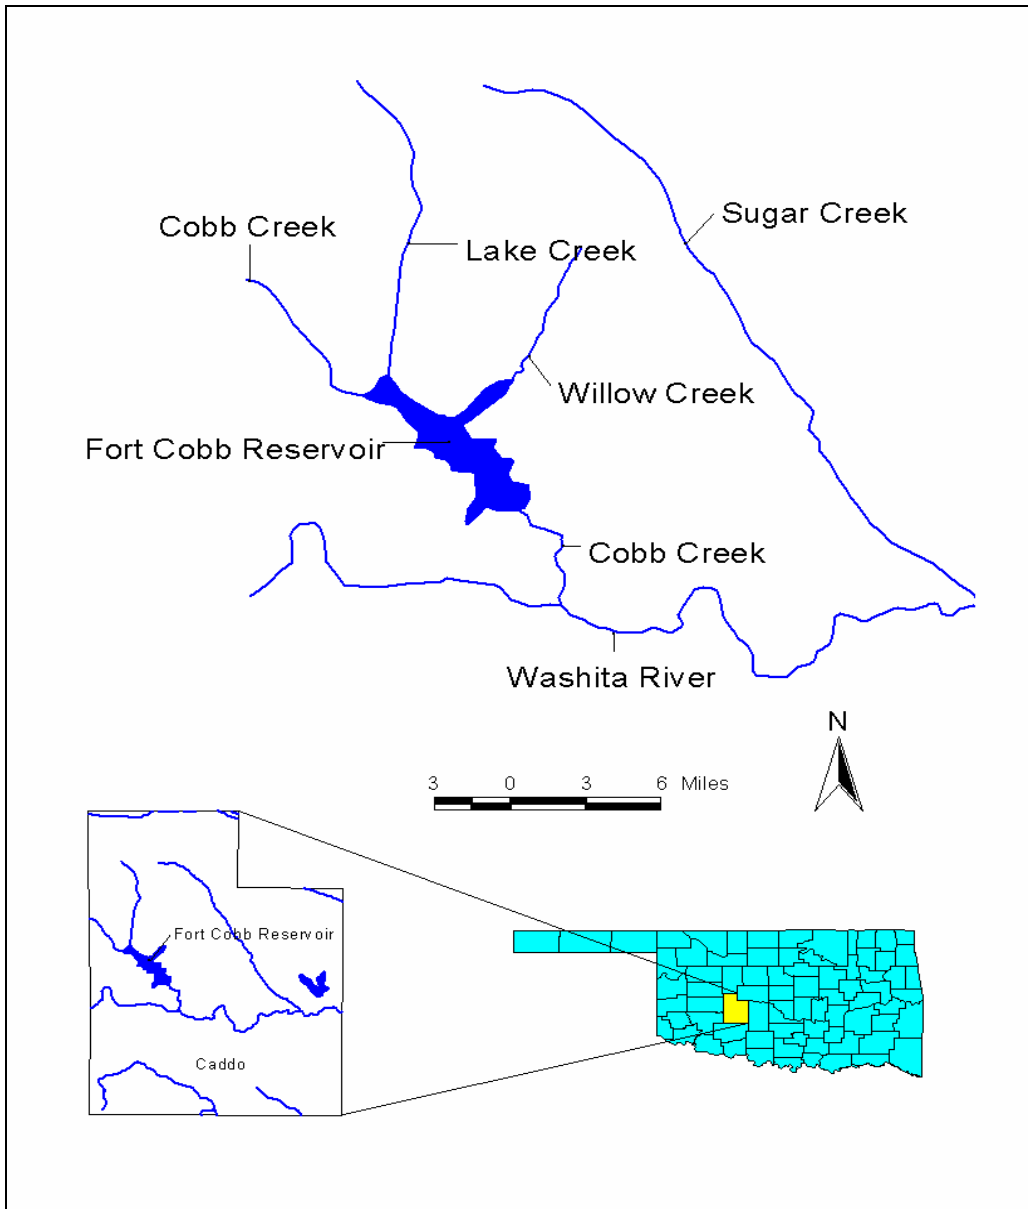 Sugar Creek
Cobb Creek
Lake Creek
Willow Creek
Fort Cobb Reservoir
Cobb Creek
Washita River
N
3 0 3 6 Miles
Fort Cobb Reservoir
Caddo